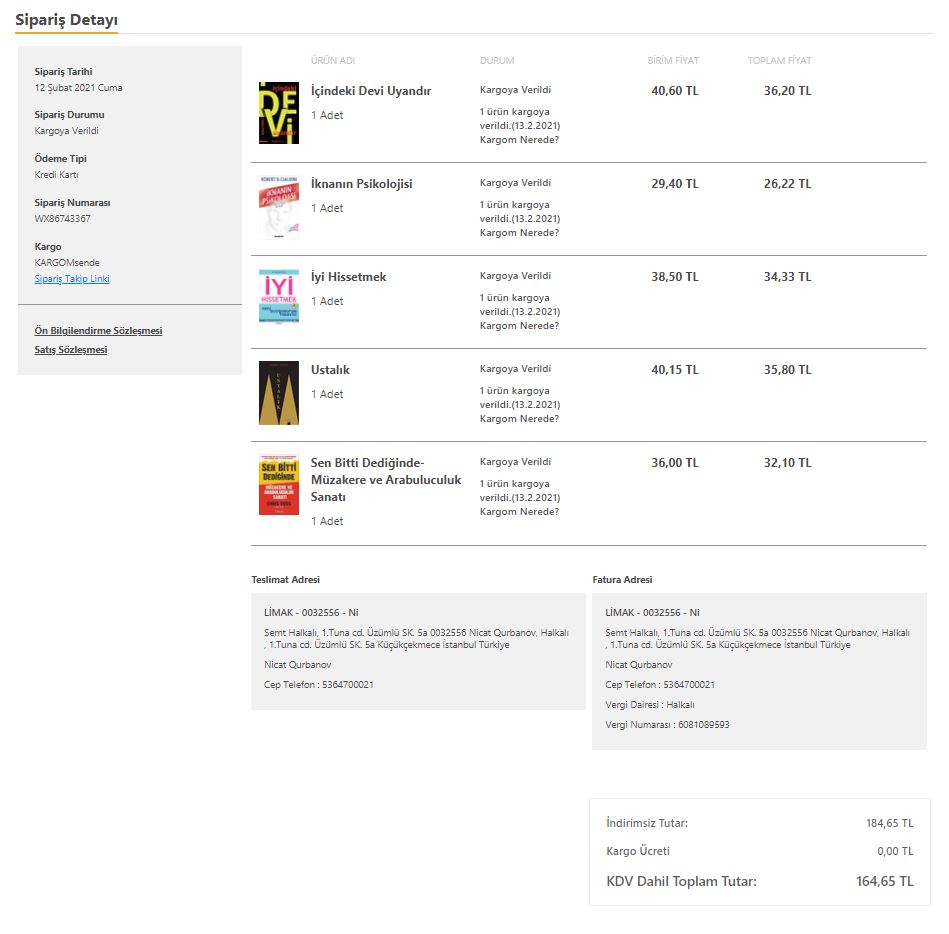 Sipariş Detayı
Sipariş Tarihi
12 Şubat 2021 Cuma
Sipariş Durumu
Kargoya Verildi
Ödeme Tipi
Kredi Kartı
Sipariş Numarası
WX86743367
Kargo
KARGOMsende
Sipariş Takip Linki
Ön Bilgilendirme Sözleşmesi
Satış Sözleşmesi
ÜRÜN ADI DURUM BİRİM FİYAT TOPLAM FİYAT
İçindeki Devi Uyandır Kargoya Verildi 40,60 TL 36,20 TL
1 Adet
1 ürün kargoya
verildi.(13.2.2021)
Kargom Nerede?
İknanın Psikolojisi Kargoya Verildi 29,40 TL 26,22 TL
1 Adet
1 ürün kargoya
verildi.(13.2.2021)
Kargom Nerede?
İyi Hissetmek Kargoya Verildi 38,50 TL 34,33 TL
1 Adet
1 ürün kargoya
verildi.(13.2.2021)
Kargom Nerede?
Ustalık Kargoya Verildi 40,15 TL 35,80 TL
1 Adet
1 ürün kargoya
verildi.(13.2.2021)
Kargom Nerede?
Sen Bitti Dediğinde-
Müzakere ve Arabuluculuk
Sanatı
1 Adet
Kargoya Verildi 36,00 TL 32,10 TL
1 ürün kargoya
verildi.(13.2.2021)
Kargom Nerede?
Teslimat Adresi
LİMAK - 0032556 - Ni
Semt Halkalı, 1.Tuna cd. Üzümlü SK. 5a 0032556 Nicat Qurbanov, Halkalı
, 1.Tuna cd. Üzümlü SK. 5a Küçükçekmece İstanbul Türkiye
Nicat Qurbanov
Cep Telefon : 5364700021
Fatura Adresi
LİMAK - 0032556 - Ni
Semt Halkalı, 1.Tuna cd. Üzümlü SK. 5a 0032556 Nicat Qurbanov, Halkalı
, 1.Tuna cd. Üzümlü SK. 5a Küçükçekmece İstanbul Türkiye
Nicat Qurbanov
Cep Telefon : 5364700021
Vergi Dairesi : Halkalı
Vergi Numarası : 6081089593
İndirimsiz Tutar: 184,65 TL
Kargo Ücreti 0,00 TL
KDV Dahil Toplam Tutar: 164,65 TL